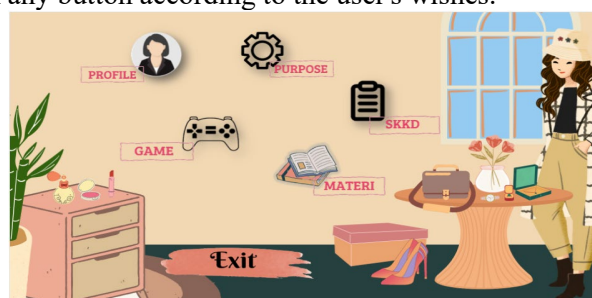 any button according to the user's wishes.
PROFILE
PURPOSE
SKKD
GAME
MATERI
Exit